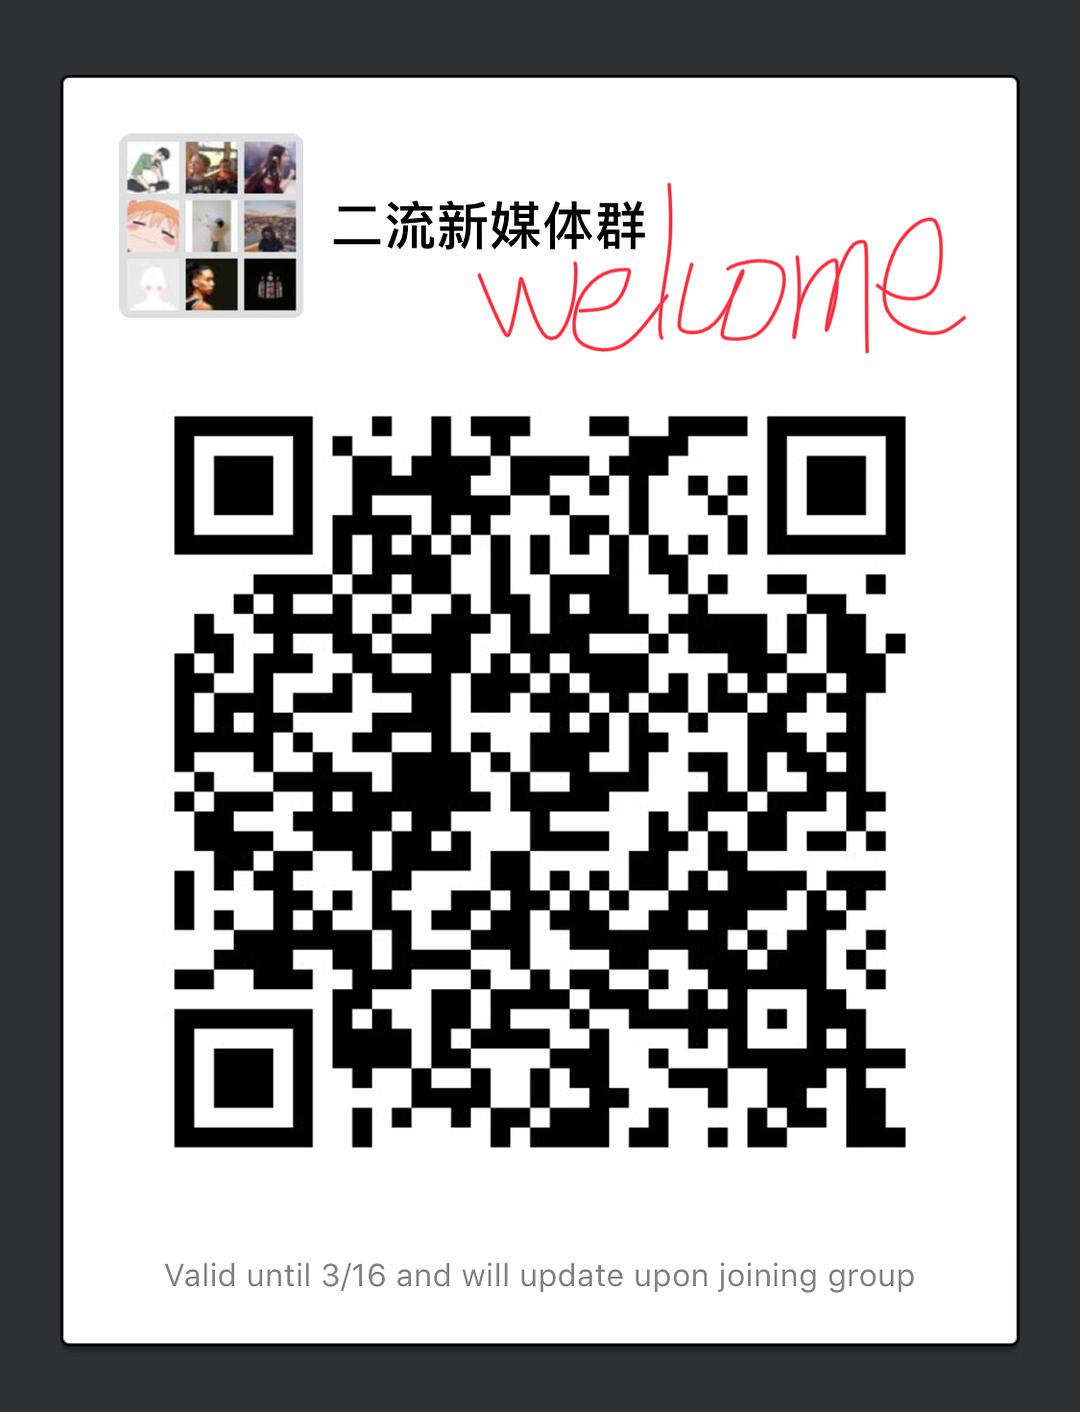 二流新媒体群
welcome
Valid until 3/16 and will update upon joining group